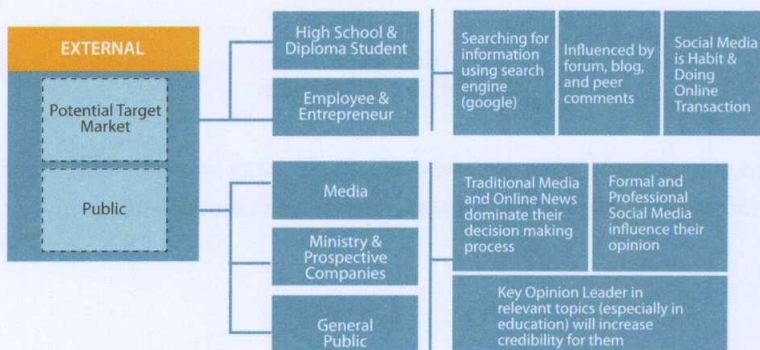 EXTERNAL
Potential Target
Market
Public
High School &
Diploma Student
Employee &
Entrepreneur
Searching for
information
using search
engine
(google)
Influenced by
forum, blog,
and peer
comments
Social Media
is Habit &
Doing
Online
Transaction
Media
Ministry &
Prospective
Companies
General
Public
Traditional Media
and Online News
dominate their
decision making
process
Formal and
Professional
Social Media
influence their
opinion
Key Opinion Leader in
relevant topics (especially in
education) will increase
credibility for them